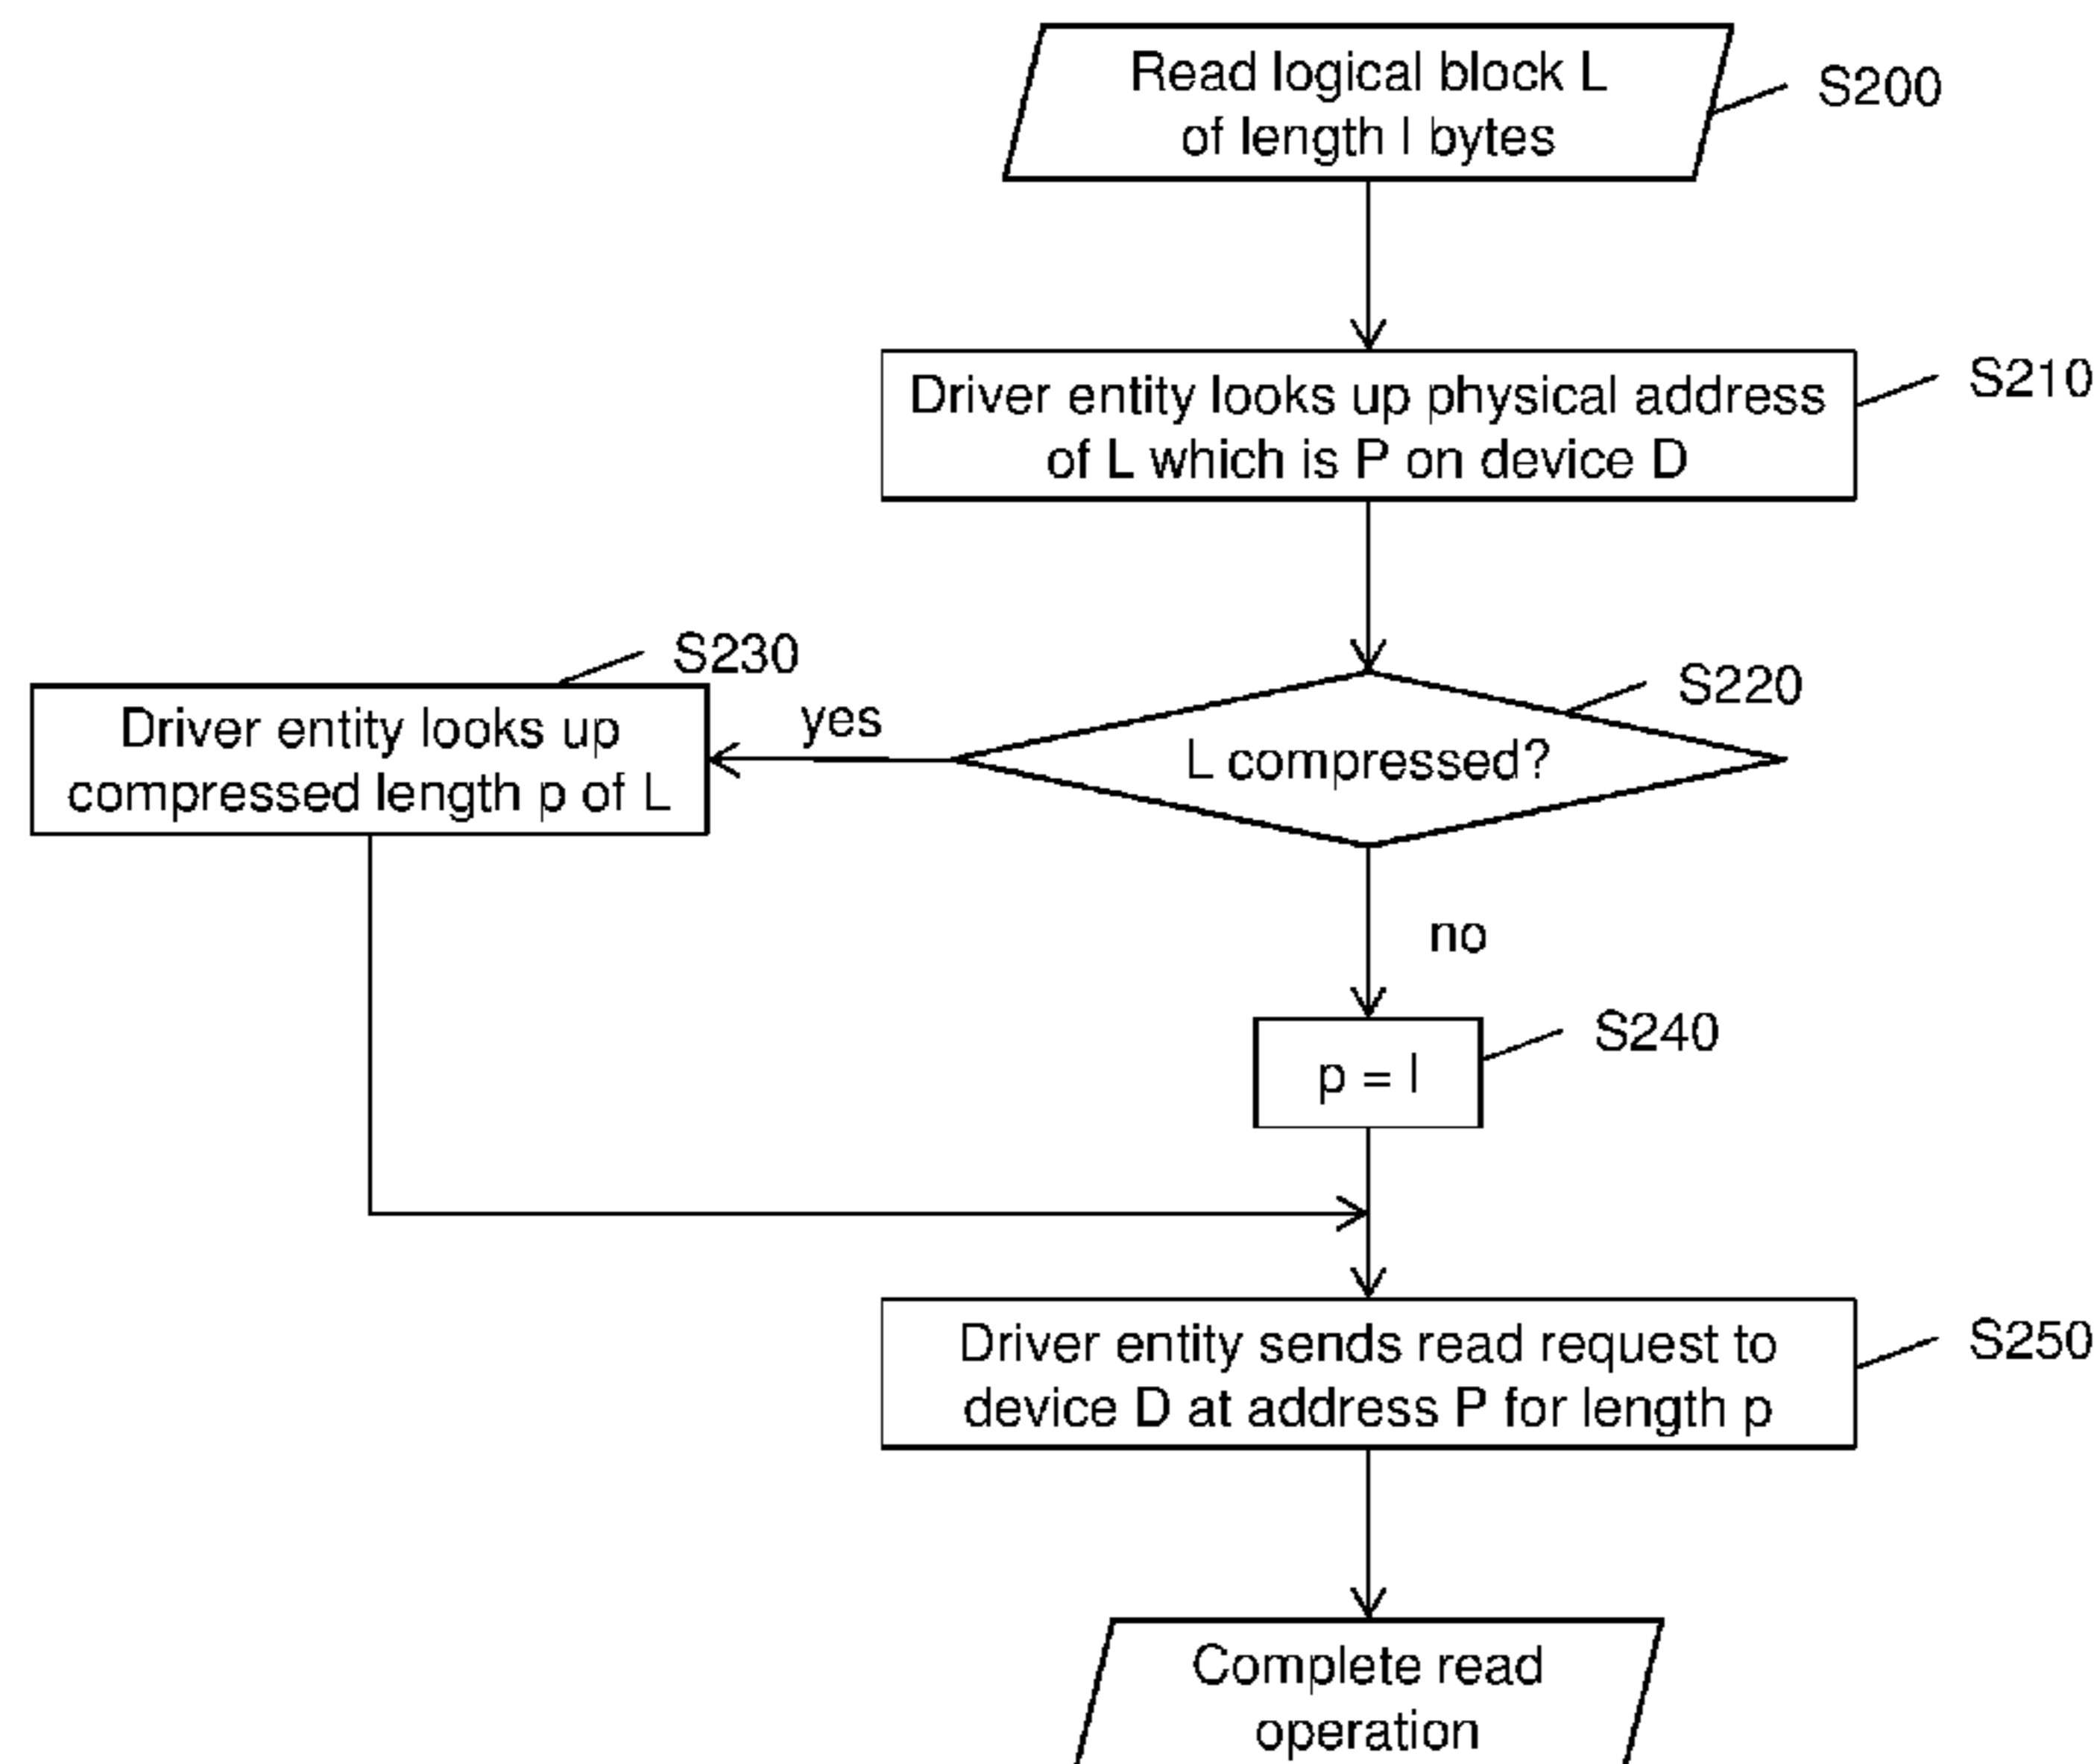 Read logical block L
of length l bytes
S200
Driver entity looks up physical address
of L which is P on device D
S210
S230
Driver entity looks up
compressed length p of L
yes
S220
L compressed?
no
S240
p = l
Driver entity sends read request to
device D at address P for length p
S250
Complete read
operation